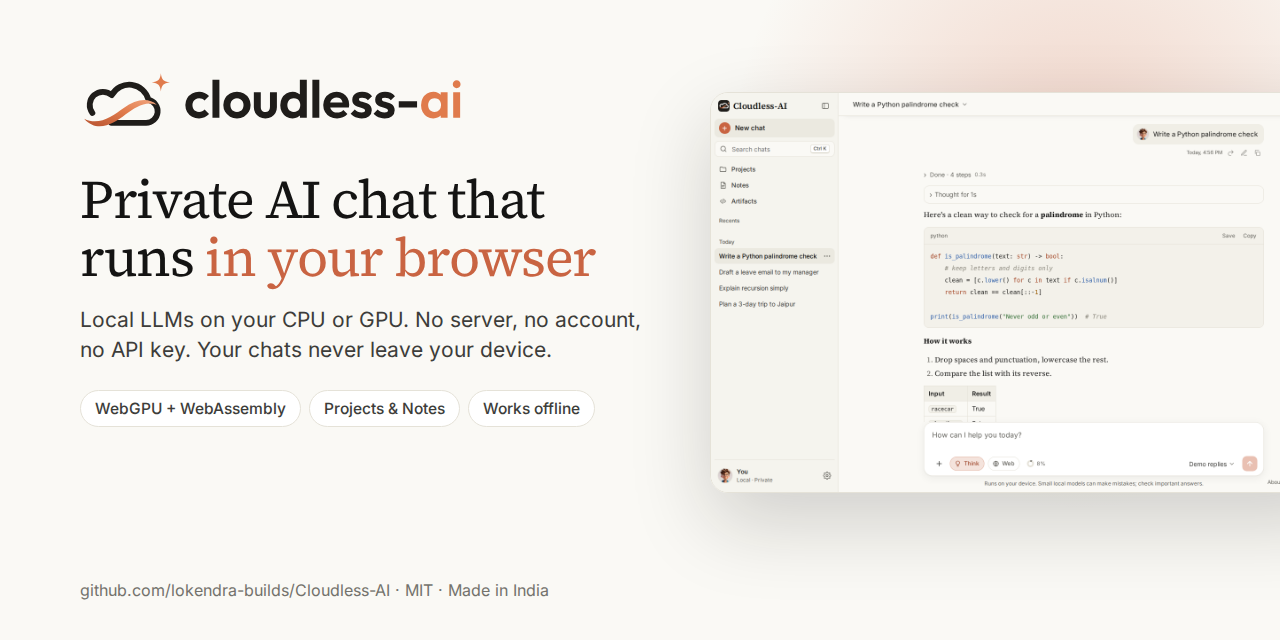 cloudless-ai
Private AI chat that
runs in your browser
Local LLMs on your CPU or GPU. No server, no account,
no API key. Your chats never leave your device.
WebGPU + WebAssembly
Projects & Notes
Works offline
github.com/lokendra-builds/Cloudless-AI · MIT · Made in India
Cloudless-AI
New chat
Search chats Ctrl K
Projects
Notes
Artifacts
Recents
Today
Write a Python palindrome check ···
Draft a leave email to my manager
Explain recursion simply
Plan a 3-day trip to Jaipur
You
Local · Private
Write a Python palindrome check
Write a Python palindrome check
Today, 4:56 PM
Done · 4 steps 0.3s
Thought for 1s
Here's a clean way to check for a palindrome in Python:
python Save Copy
def is_palindrome(text: str) -> bool:
# keep letters and digits only
clean = [c.lower() for c in text if c.isalnum()]
return clean == clean[::-1]
print(is_palindrome("Never odd or even")) # True
How it works
1. Drop spaces and punctuation, lowercase the rest.
2. Compare the list with its reverse.
Input Result
racecar True
How can I help you today?
+ Think Web 6% Demo replies
Runs on your device. Small local models can make mistakes; check important answers.